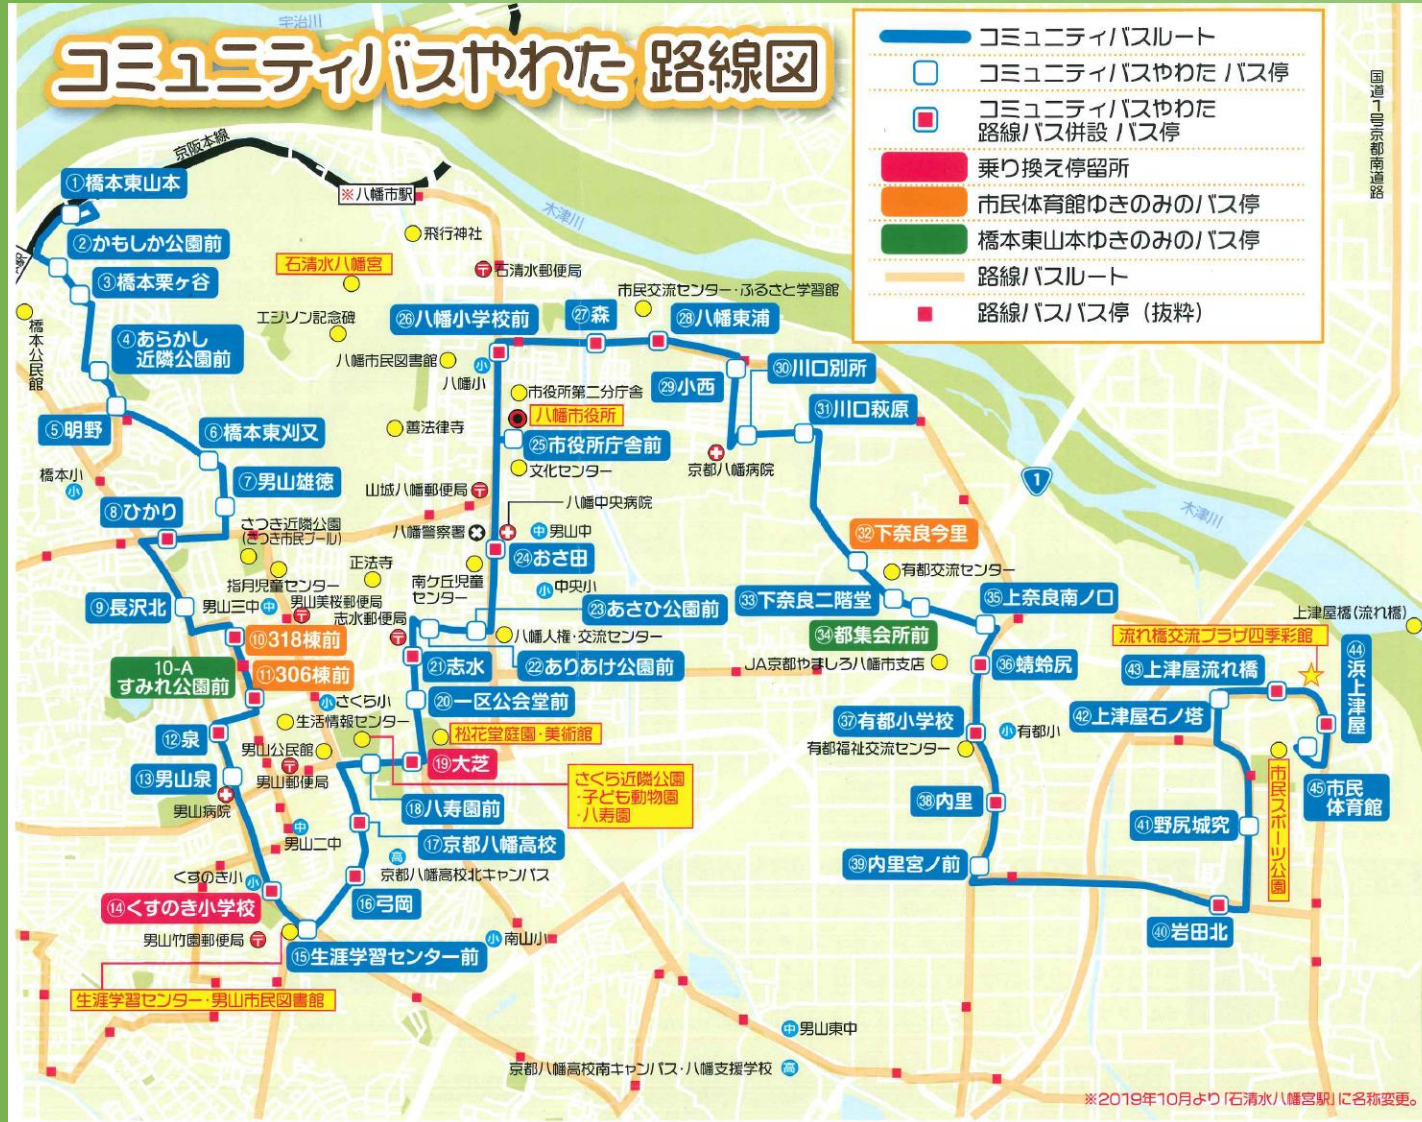 コミュニティバスやわた 路線図
コミュニティバスルート
コミュニティバスやわた バス停
コミュニティバスやわた
路線バス併設 バス停
乗り換え停留所
市民体育館ゆきのみのバス停
橋本東山本ゆきのみのバス停
路線バスルート
路線バスバス停（抜粋）
国道1号京都南道路
宇治川
京阪本線
※八幡市駅
木津川
①橋本東山本
②かもしか公園前
③橋本栗ヶ谷
④あらかし
近隣公園前
橋本公民館
⑤明野
⑥橋本東刈又
⑦男山雄徳
橋本小
小
⑧ひかり
さつき近隣公園
(さつき市民プール)
指月児童センター
⑨長沢北
男山三中 中
男山美桜郵便局
⑩318棟前
10-A
すみれ公園前
⑪306棟前
小 さくら小
生活情報センター
⑫泉
男山公民館
男山郵便局
⑬男山泉
男山病院
中
男山二中
くすのき小 小
⑭くすのき小学校
男山竹園郵便局
⑮生涯学習センター前
生涯学習センター・男山市民図書館
⑯弓岡
⑰京都八幡高校
高
京都八幡高校北キャンパス
⑱八寿園前
⑲大芝
松花堂庭園・美術館
さくら近隣公園
・子ども動物園
・八寿園
⑳一区公会堂前
㉑志水
㉒ありあけ公園前
㉓あさひ公園前
志水郵便局
正法寺
南ケ丘児童
センター
八幡人権・交流センター
中央小
小
㉔おさ田
中 男山中
八幡中央病院
八幡警察署
山城八幡郵便局
文化センター
㉕市役所庁舎前
八幡市役所
市役所第二分庁舎
善法律寺
八幡市民図書館
小
八幡小
エジソン記念碑
石清水八幡宮
飛行神社
石清水郵便局
㉖八幡小学校前
㉗森
市民交流センター・ふるさと学習館
㉘八幡東浦
㉙小西
㉚川口別所
㉛川口萩原
京都八幡病院
1
木津川
㉜下奈良今里
有都交流センター
㉝下奈良二階堂
㉞都集会所前
㉟上奈良南ノ口
JA京都やましろ八幡市支店
㊱蜻蛉尻
㊲有都小学校
小 有都小
有都福祉交流センター
㊳内里
㊴内里宮ノ前
㊵岩田北
㊶野尻城究
㊷上津屋石ノ塔
㊸上津屋流れ橋
㊹浜上津屋
㊺市民
体育館
上津屋橋(流れ橋)
流れ橋交流プラザ四季彩館
市民スポーツ公園
小 南山小
中 男山東中
京都八幡高校南キャンパス・八幡支援学校 高
※2019年10月より「石清水八幡宮駅」に名称変更。